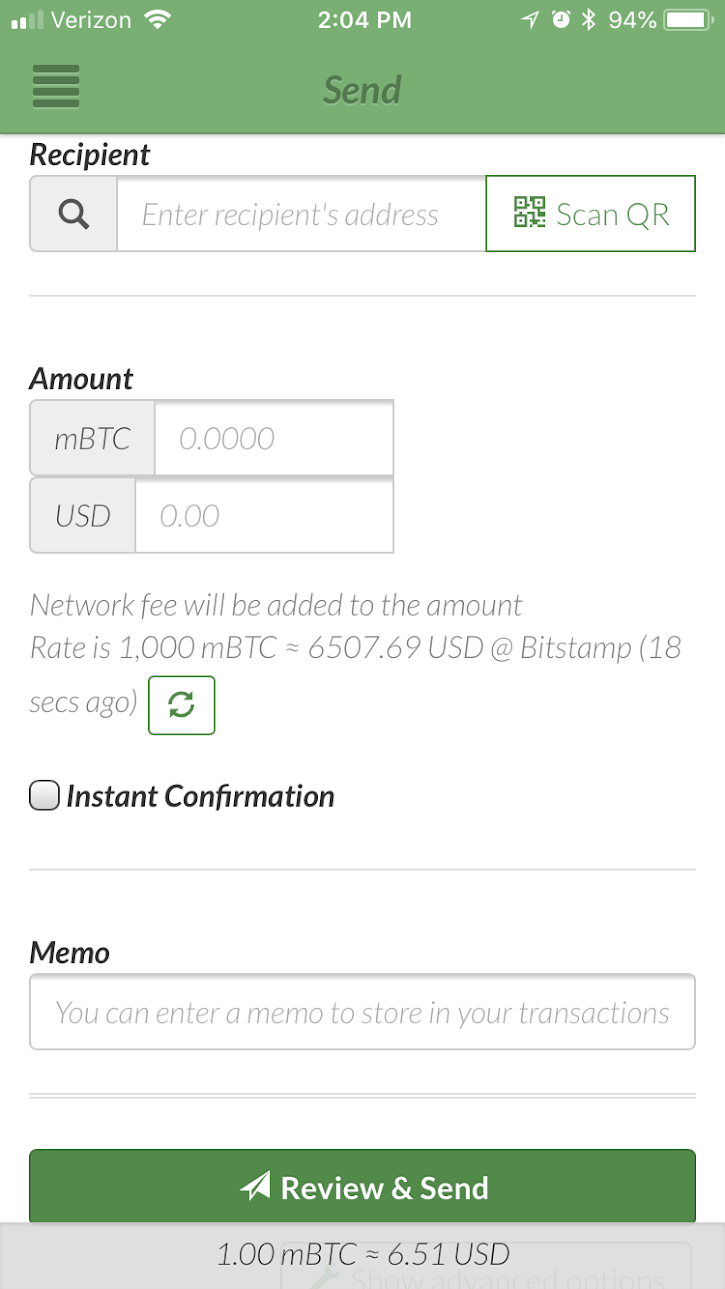 Verizon 2:04 PM 94%
Send
Recipient
Enter recipient's address Scan QR
Amount
mBTC 0.0000
USD 0.00
Network fee will be added to the amount
Rate is 1,000 mBTC ≈ 6507.69 USD @ Bitstamp (18
secs ago)
Instant Confirmation
Memo
You can enter a memo to store in your transactions
Review & Send
1.00 mBTC ≈ 6.51 USD
Show advanced options